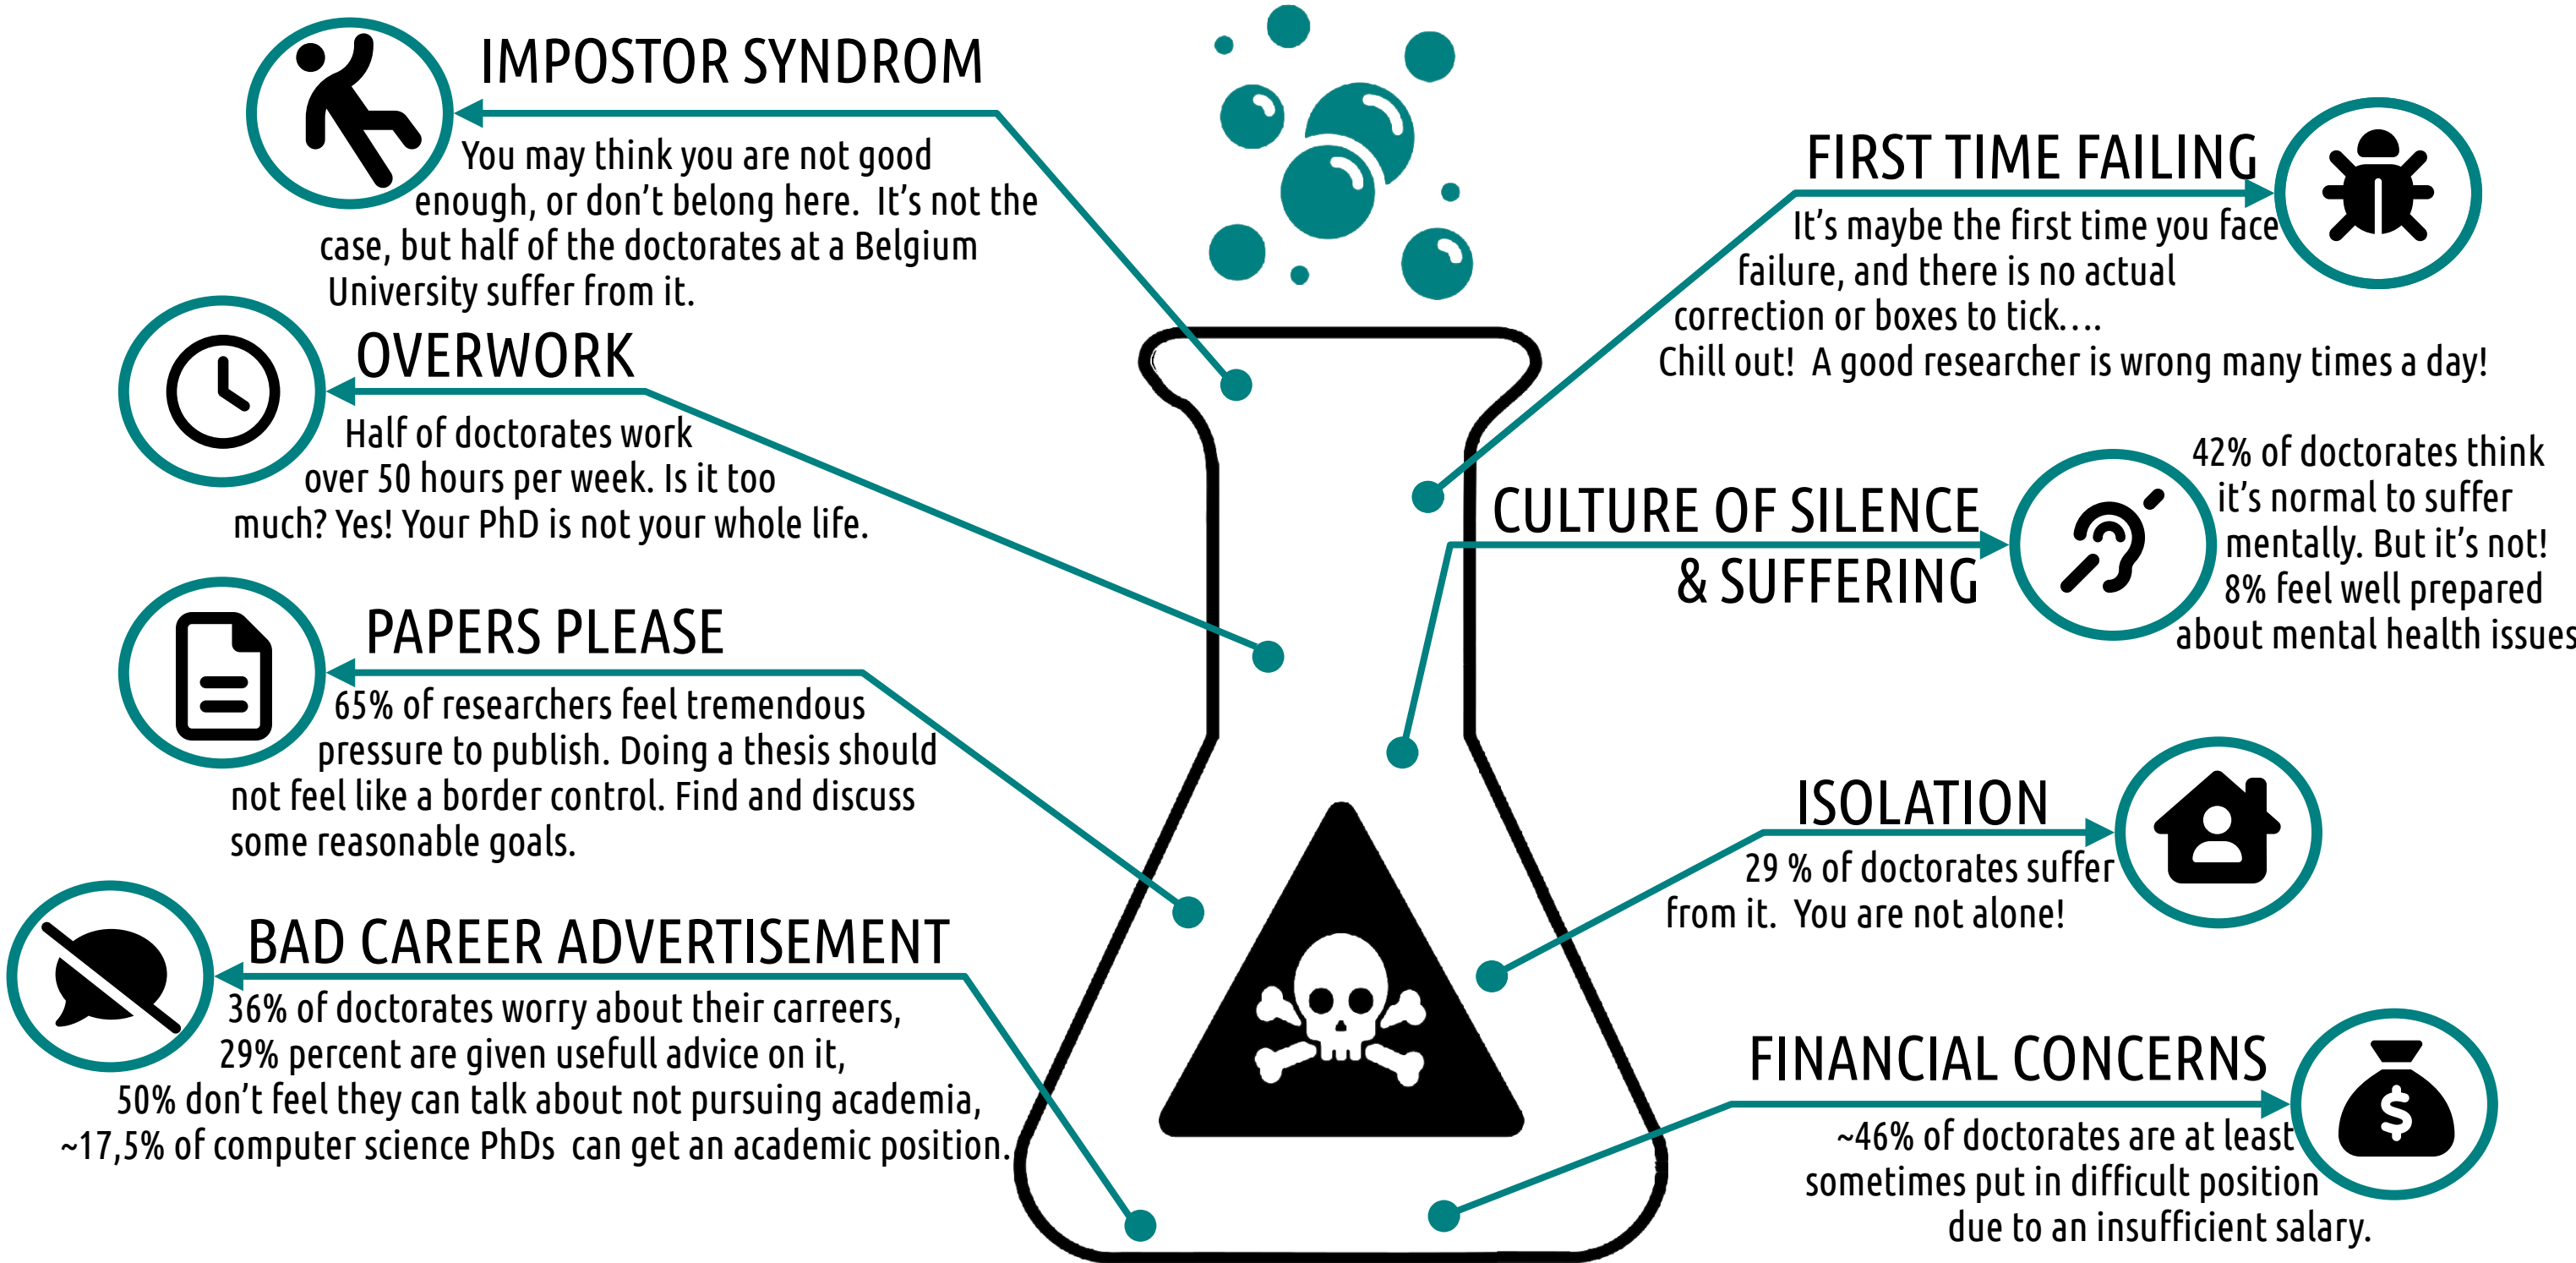 IMPOSTOR SYNDROM
You may think you are not good
enough, or don’t belong here.  It’s not the
case, but half of the doctorates at a Belgium
University suffer from it.
OVERWORK
Half of doctorates work
over 50 hours per week. Is it too
much? Yes! Your PhD is not your whole life.
PAPERS PLEASE
65% of researchers feel tremendous
pressure to publish. Doing a thesis should
not feel like a border control. Find and discuss
some reasonable goals.
BAD CAREER ADVERTISEMENT
36% of doctorates worry about their carreers,
29% percent are given usefull advice on it,
50% don’t feel they can talk about not pursuing academia,
~17,5% of computer science PhDs  can get an academic position.
FIRST TIME FAILING
It’s maybe the first time you face
failure, and there is no actual
correction or boxes to tick….
Chill out!  A good researcher is wrong many times a day!
CULTURE OF SILENCE
& SUFFERING
42% of doctorates think
it’s normal to suffer
mentally. But it’s not!
8% feel well prepared
about mental health issues
ISOLATION
29 % of doctorates suffer
from it.  You are not alone!
FINANCIAL CONCERNS
~46% of doctorates are at least
sometimes put in difficult position
due to an insufficient salary.
$